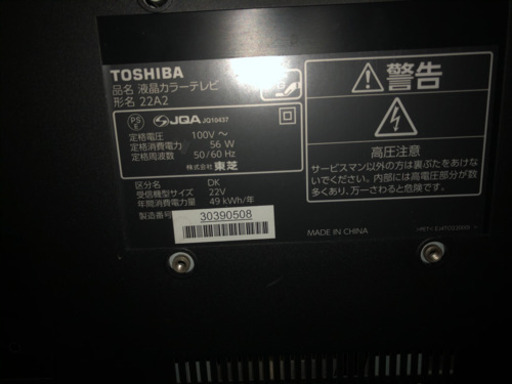 TOSHIBA
品名 液晶カラーテレビ
形名 22A2
PS
E
JQA JQ10437
定格電圧 100V ～
定格消費電力 56 W
定格周波数 50/60 Hz
株式会社 東芝
区分名 DK
受信機型サイズ 22V
年間消費電力量 49 kWh/年
製造番号 30390508
警告
高圧注意
サービスマン以外の方は裏ぶたをあけな
いでください。内部には高電圧部分が数
多くあり、万一さわると危険です。
MADE IN CHINA